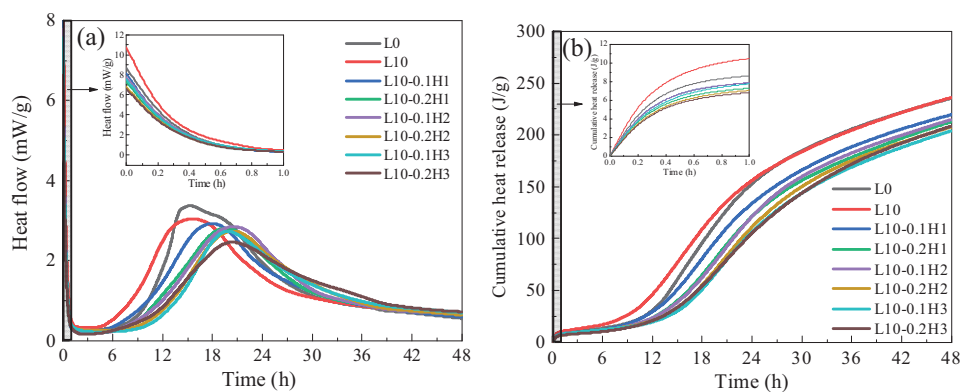 (a)
Heat flow (mW/g)
8
6
4
2
0
0
6
12
18
24
30
36
42
48
Time (h)
Heat flow (mW/g)
12
10
8
6
4
2
0
0.0
0.2
0.4
0.6
0.8
1.0
Time (h)
L0
L10
L10-0.1H1
L10-0.2H1
L10-0.1H2
L10-0.2H2
L10-0.1H3
L10-0.2H3
(b)
Cumulative heat release (J/g)
300
250
200
150
100
50
0
0
6
12
18
24
30
36
42
48
Time (h)
Cumulative heat release (J/g)
12
10
8
6
4
2
0
0.0
0.2
0.4
0.6
0.8
1.0
Time (h)
L0
L10
L10-0.1H1
L10-0.2H1
L10-0.1H2
L10-0.2H2
L10-0.1H3
L10-0.2H3